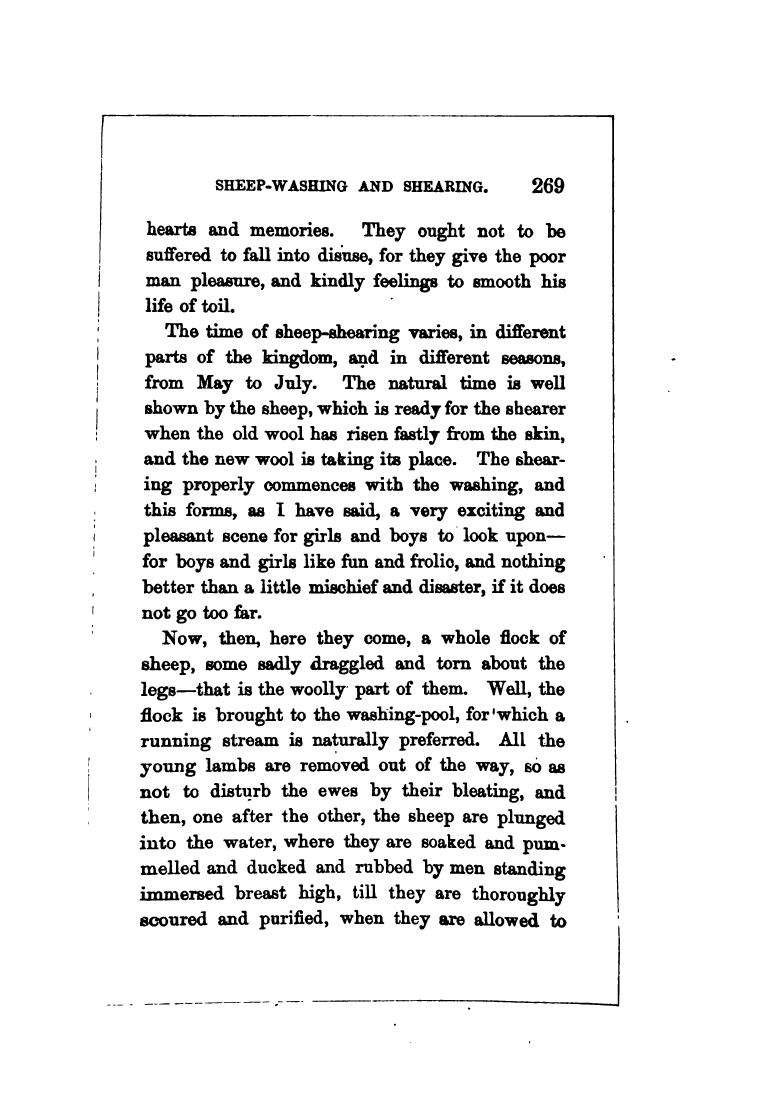 SHEEP-WASHING AND SHEARING. 269
hearts and memories. They ought not to be
suffered to fall into disuse, for they give the poor
man pleasure, and kindly feelings to smooth his
life of toil.
The time of sheep-shearing varies, in different
parts of the kingdom, and in different seasons,
from May to July. The natural time is well
shown by the sheep, which is ready for the shearer
when the old wool has risen fastly from the skin,
and the new wool is taking its place. The shear-
ing properly commences with the washing, and
this forms, as I have said, a very exciting and
pleasant scene for girls and boys to look upon—
for boys and girls like fun and frolic, and nothing
better than a little mischief and disaster, if it does
not go too far.
Now, then, here they come, a whole flock of
sheep, some sadly draggled and torn about the
legs—that is the woolly part of them. Well, the
flock is brought to the washing-pool, for which a
running stream is naturally preferred. All the
young lambs are removed out of the way, so as
not to disturb the ewes by their bleating, and
then, one after the other, the sheep are plunged
into the water, where they are soaked and pum-
melled and ducked and rubbed by men standing
immersed breast high, till they are thoroughly
scoured and purified, when they are allowed to